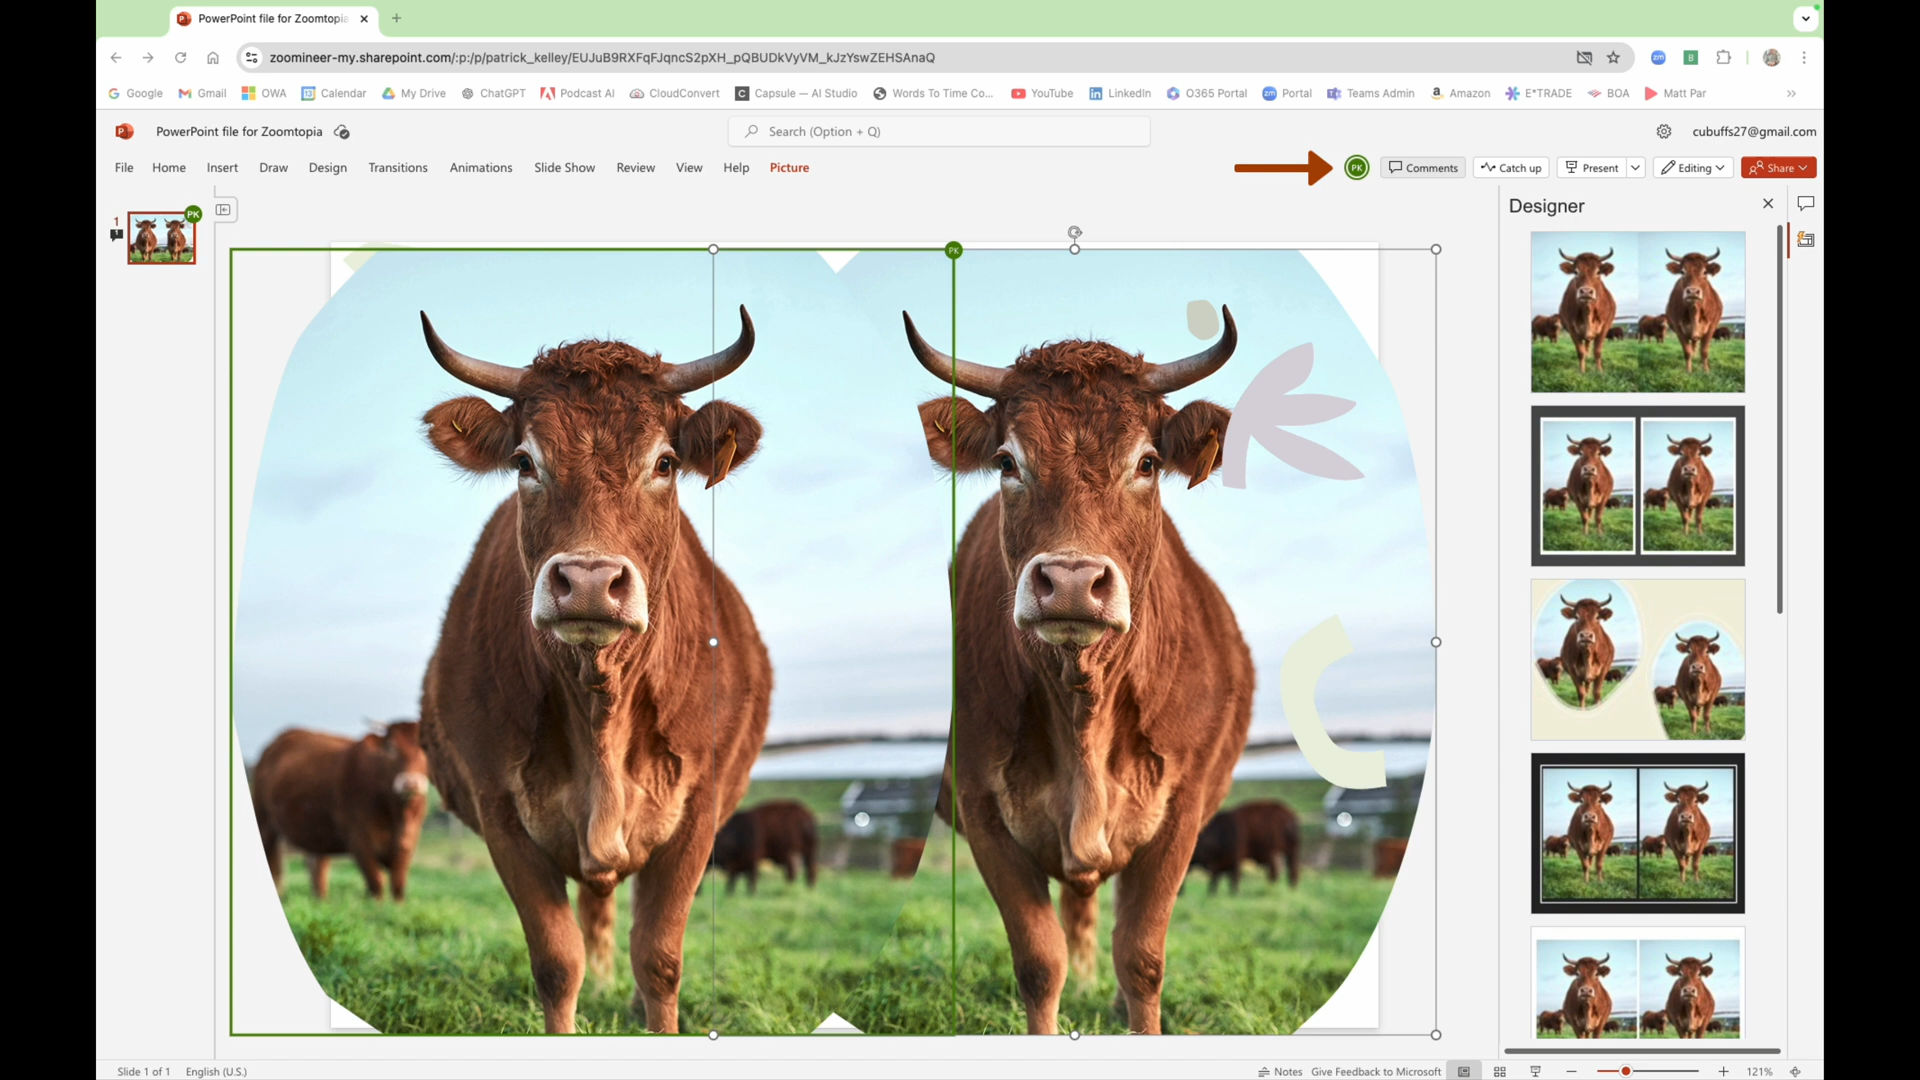 PowerPoint file for Zoomtopia
zoomineer-my.sharepoint.com/:p:/p/patrick_kelley/EUJuB9RXFqFJqncS2pXH_pQBUDkVyVM_kJzYswZEHSAnaQ
Google Gmail OWA Calendar My Drive ChatGPT Podcast AI CloudConvert Capsule — AI Studio Words To Time Co... YouTube LinkedIn O365 Portal Portal Teams Admin Amazon E*TRADE BOA Matt Par
PowerPoint file for Zoomtopia Search (Option + Q) cubuffs27@gmail.com
File Home Insert Draw Design Transitions Animations Slide Show Review View Help Picture PK Comments Catch up Present Editing Share
Designer
1 PK
PK
Slide 1 of 1 English (U.S.) Notes Give Feedback to Microsoft 121%